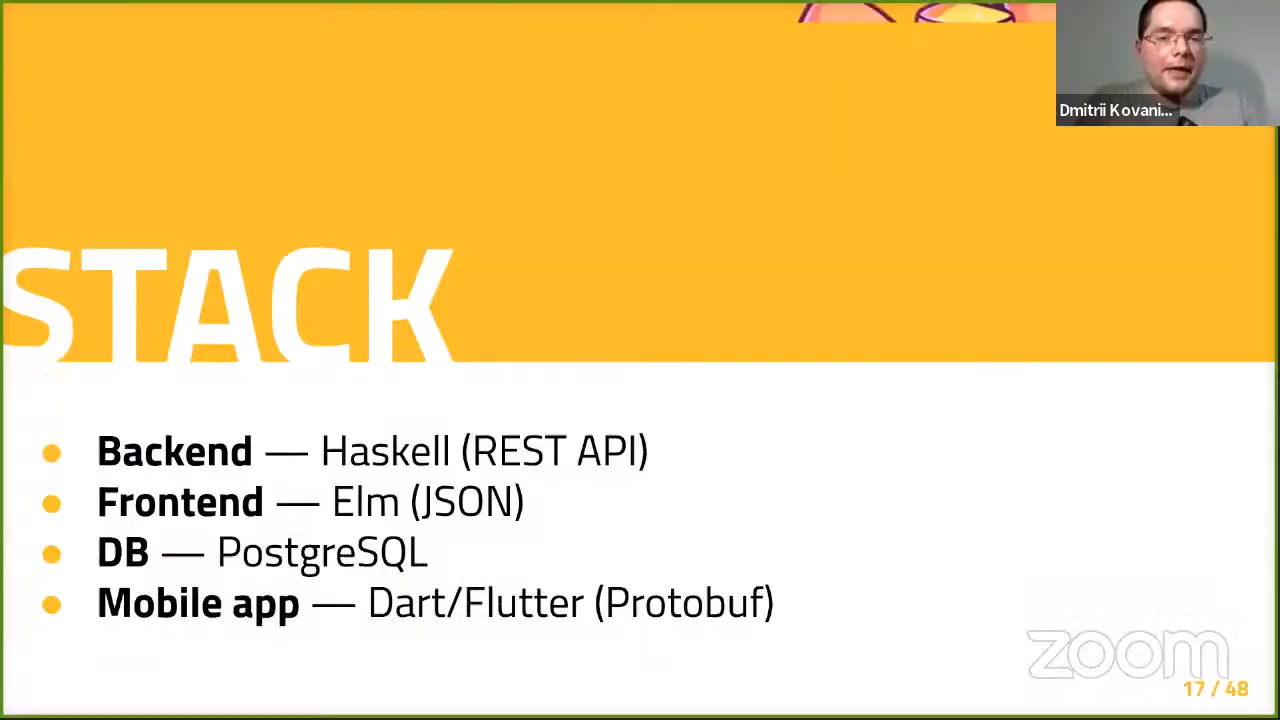 Dmitrii Kovani...
STACK
Backend — Haskell (REST API)
Frontend — Elm (JSON)
DB — PostgreSQL
Mobile app — Dart/Flutter (Protobuf)
zoom
17 / 48